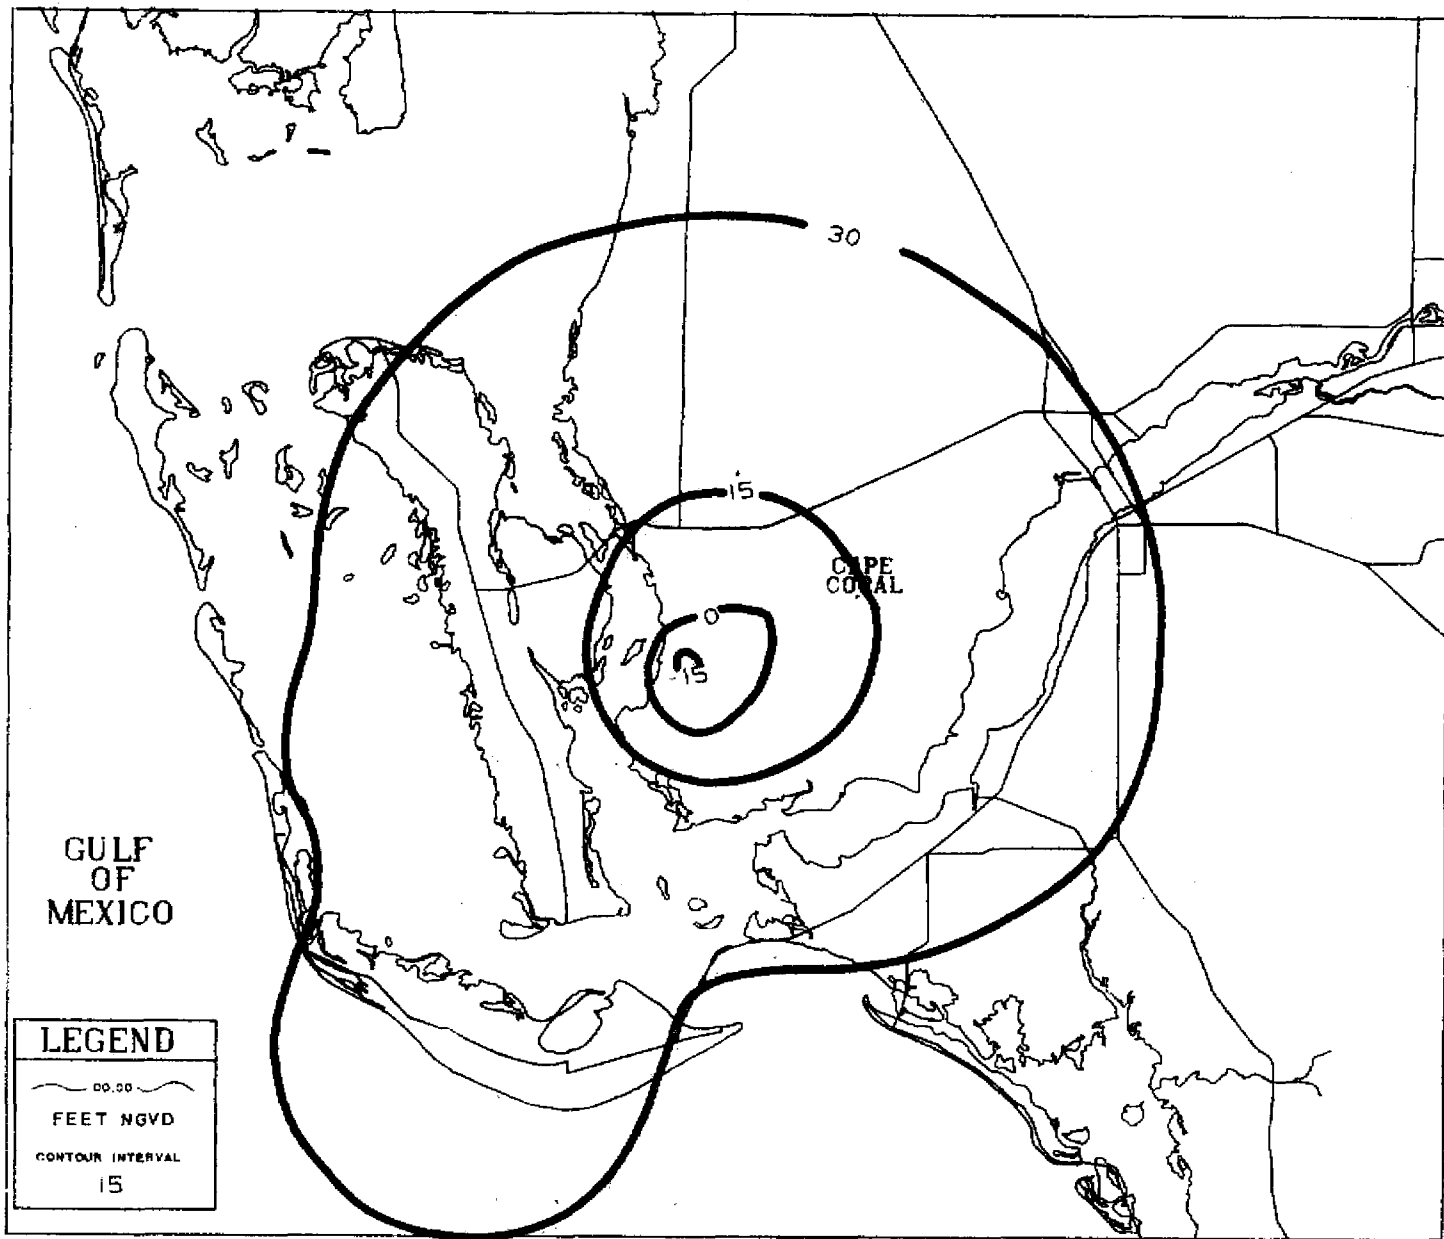 30
15
CAPE
CORAL
0
-15
GULF
OF
MEXICO
LEGEND
00.00
FEET NGVD
CONTOUR INTERVAL
15